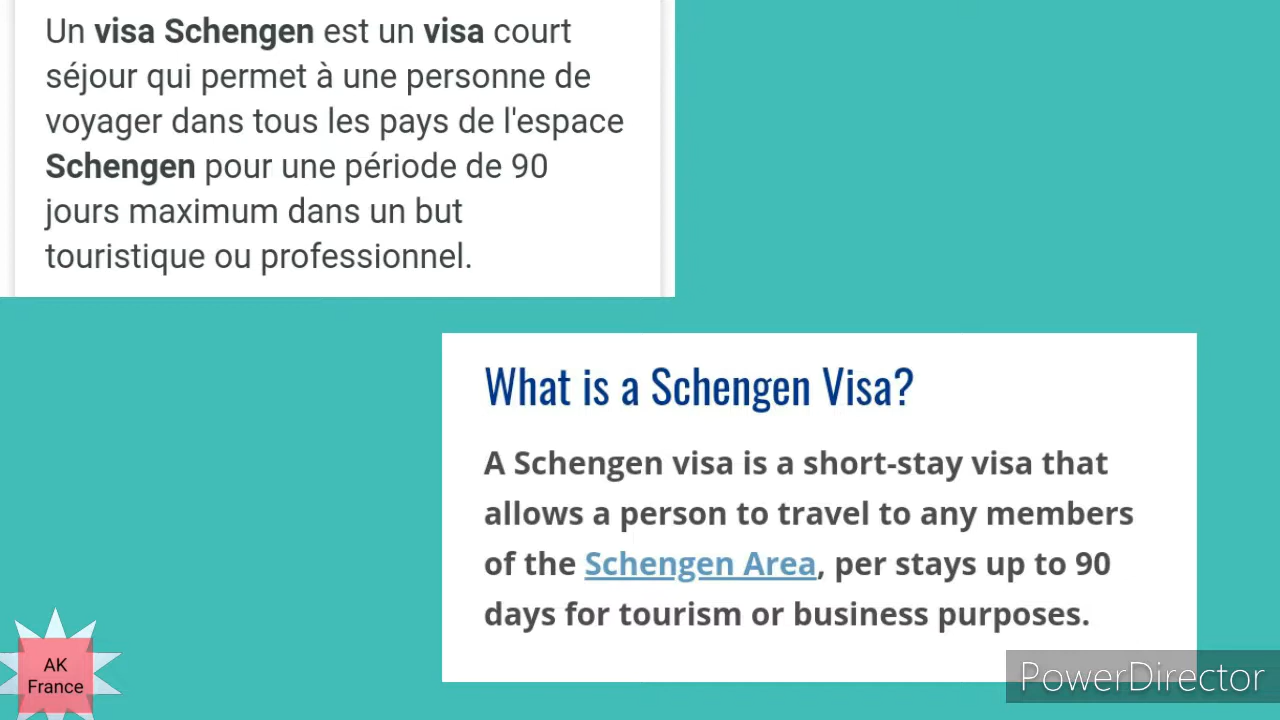 Un visa Schengen est un visa court
séjour qui permet à une personne de
voyager dans tous les pays de l'espace
Schengen pour une période de 90
jours maximum dans un but
touristique ou professionnel.
What is a Schengen Visa?
A Schengen visa is a short-stay visa that
allows a person to travel to any members
of the Schengen Area, per stays up to 90
days for tourism or business purposes.
AK
France
PowerDirector